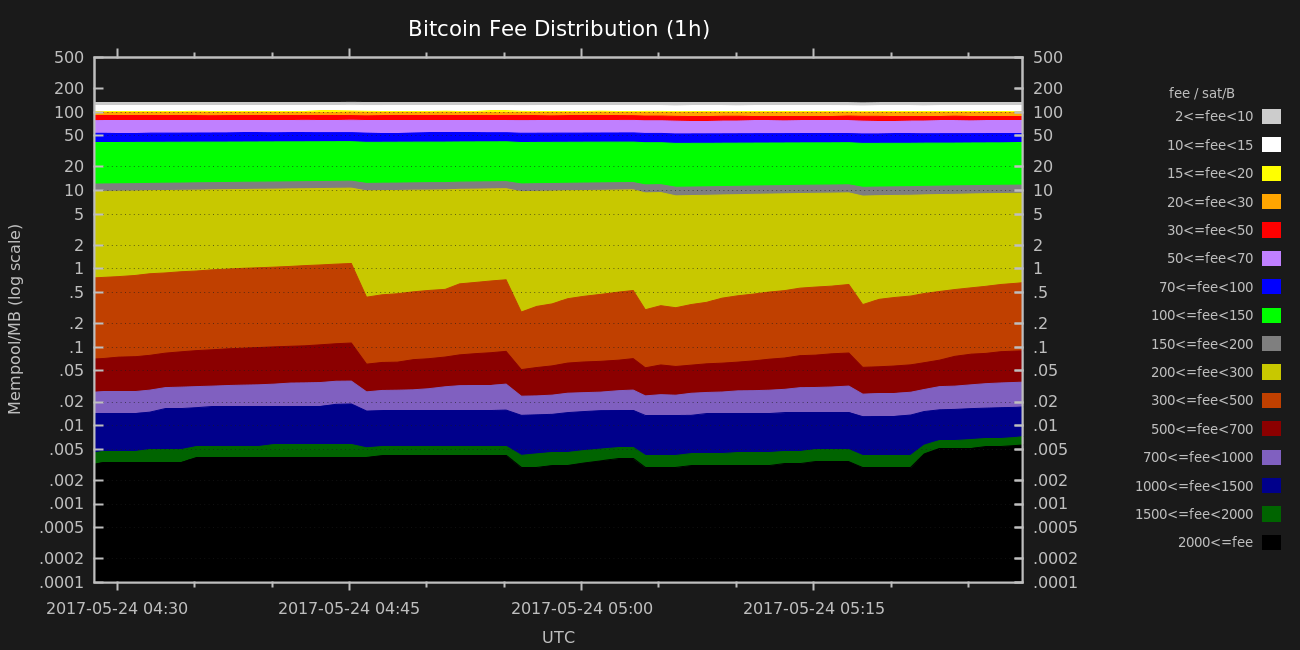 Bitcoin Fee Distribution (1h)
500 500
200 200
100 100
50 50
20 20
10 10
5 5
2 2
1 1
.5 .5
.2 .2
.1 .1
.05 .05
.02 .02
.01 .01
.005 .005
.002 .002
.001 .001
.0005 .0005
.0002 .0002
.0001 .0001
Mempool/MB (log scale)
2017-05-24 04:30 2017-05-24 04:45 2017-05-24 05:00 2017-05-24 05:15
UTC
fee / sat/B
2<=fee<10
10<=fee<15
15<=fee<20
20<=fee<30
30<=fee<50
50<=fee<70
70<=fee<100
100<=fee<150
150<=fee<200
200<=fee<300
300<=fee<500
500<=fee<700
700<=fee<1000
1000<=fee<1500
1500<=fee<2000
2000<=fee